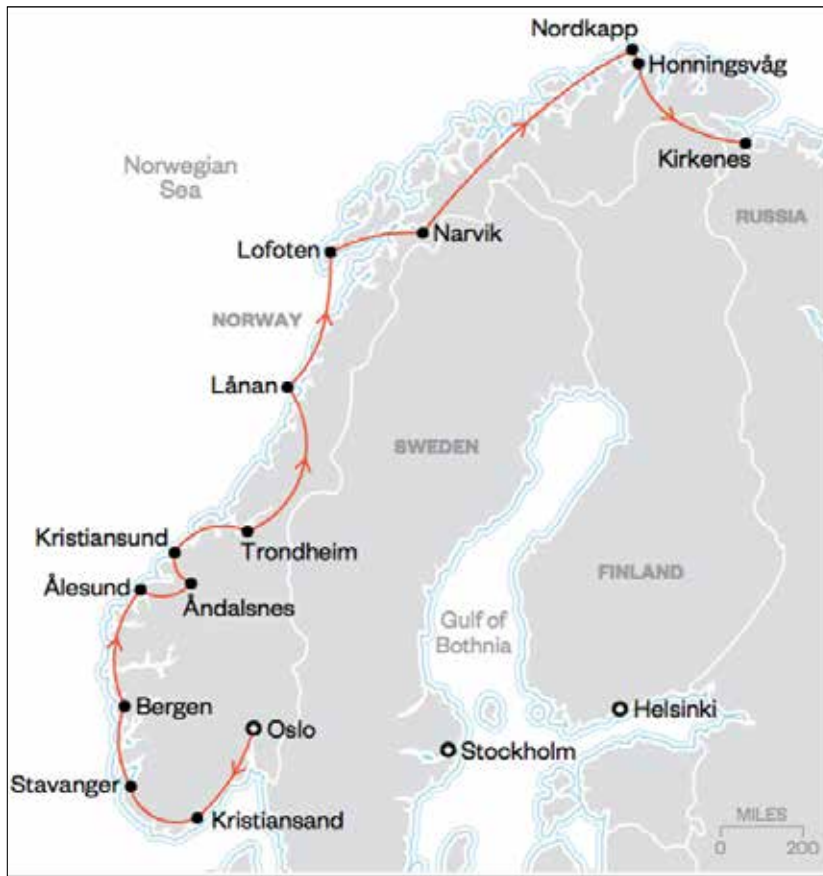 Nordkapp
Honningsvåg
Kirkenes
Norwegian
Sea
RUSSIA
Narvik
Lofoten
NORWAY
Lånan
SWEDEN
Kristiansund
Trondheim
Ålesund
Åndalsnes
FINLAND
Gulf of
Bothnia
Bergen
Oslo
Helsinki
Stockholm
Stavanger
Kristiansand
MILES
0 200